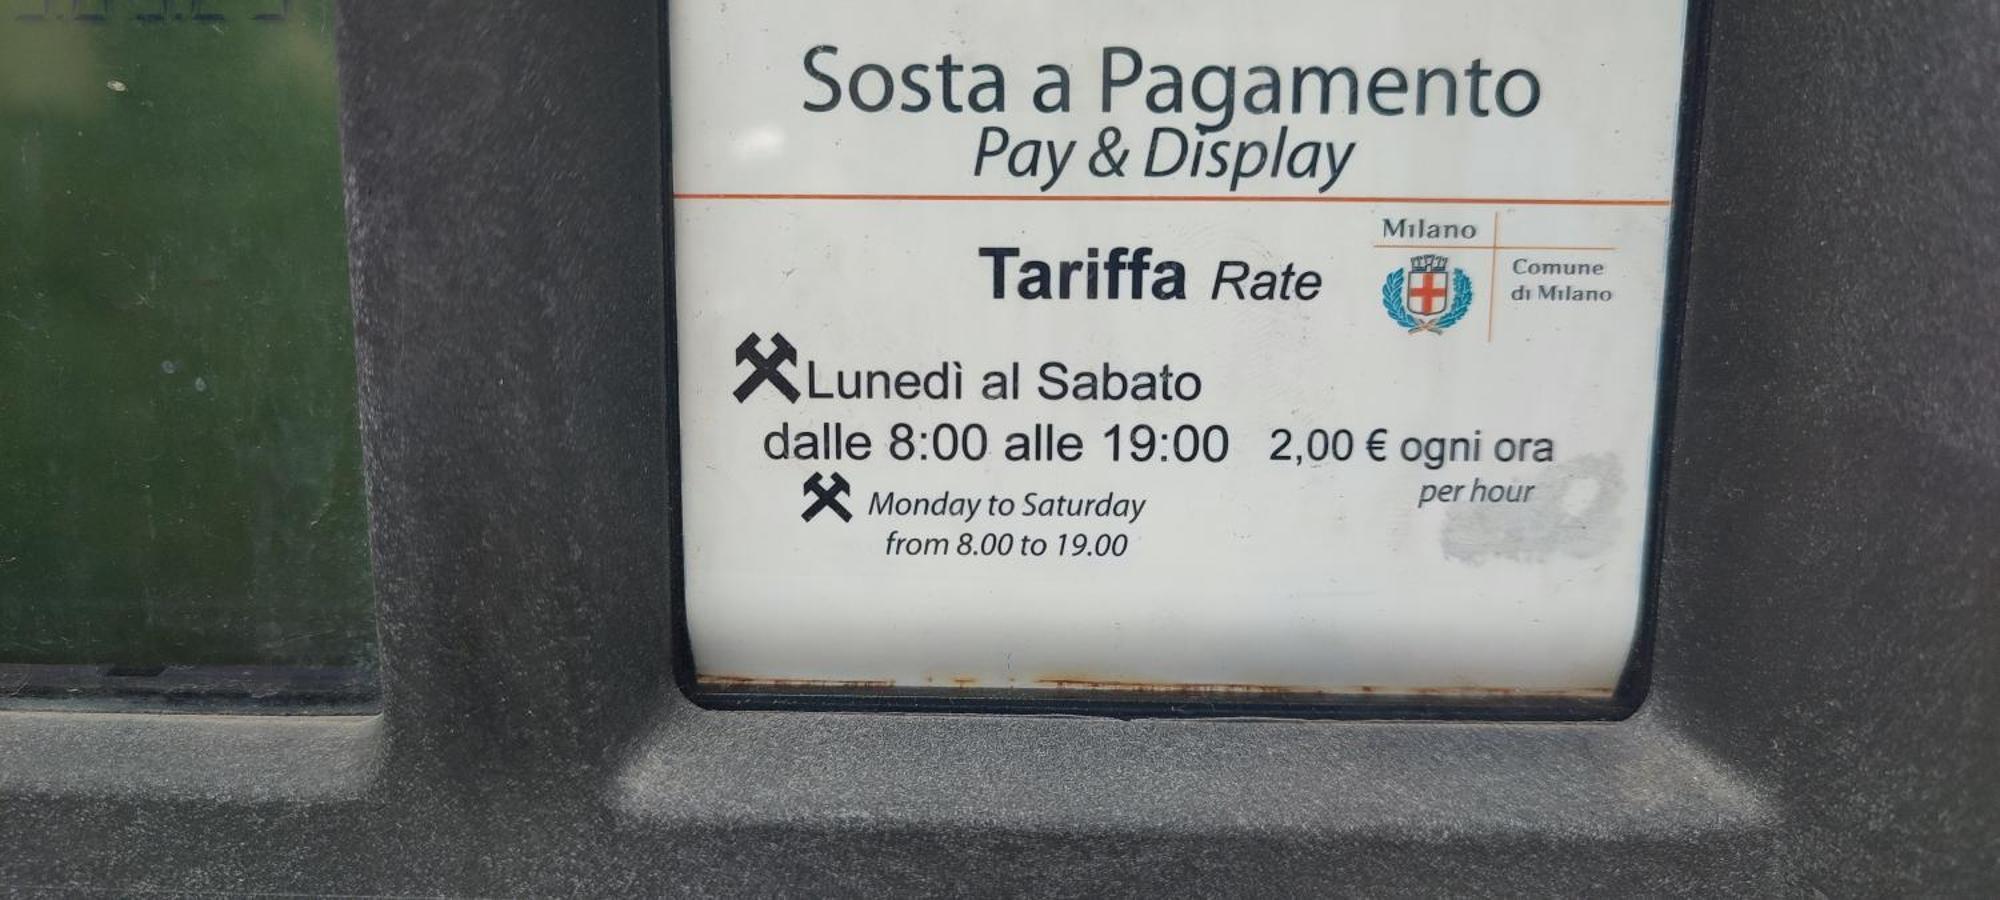 Sosta a Pagamento
Pay & Display
Tariffa Rate
Milano
Comune
di Milano
Lunedì al Sabato
dalle 8:00 alle 19:00 2,00 € ogni ora
per hour
Monday to Saturday
from 8.00 to 19.00